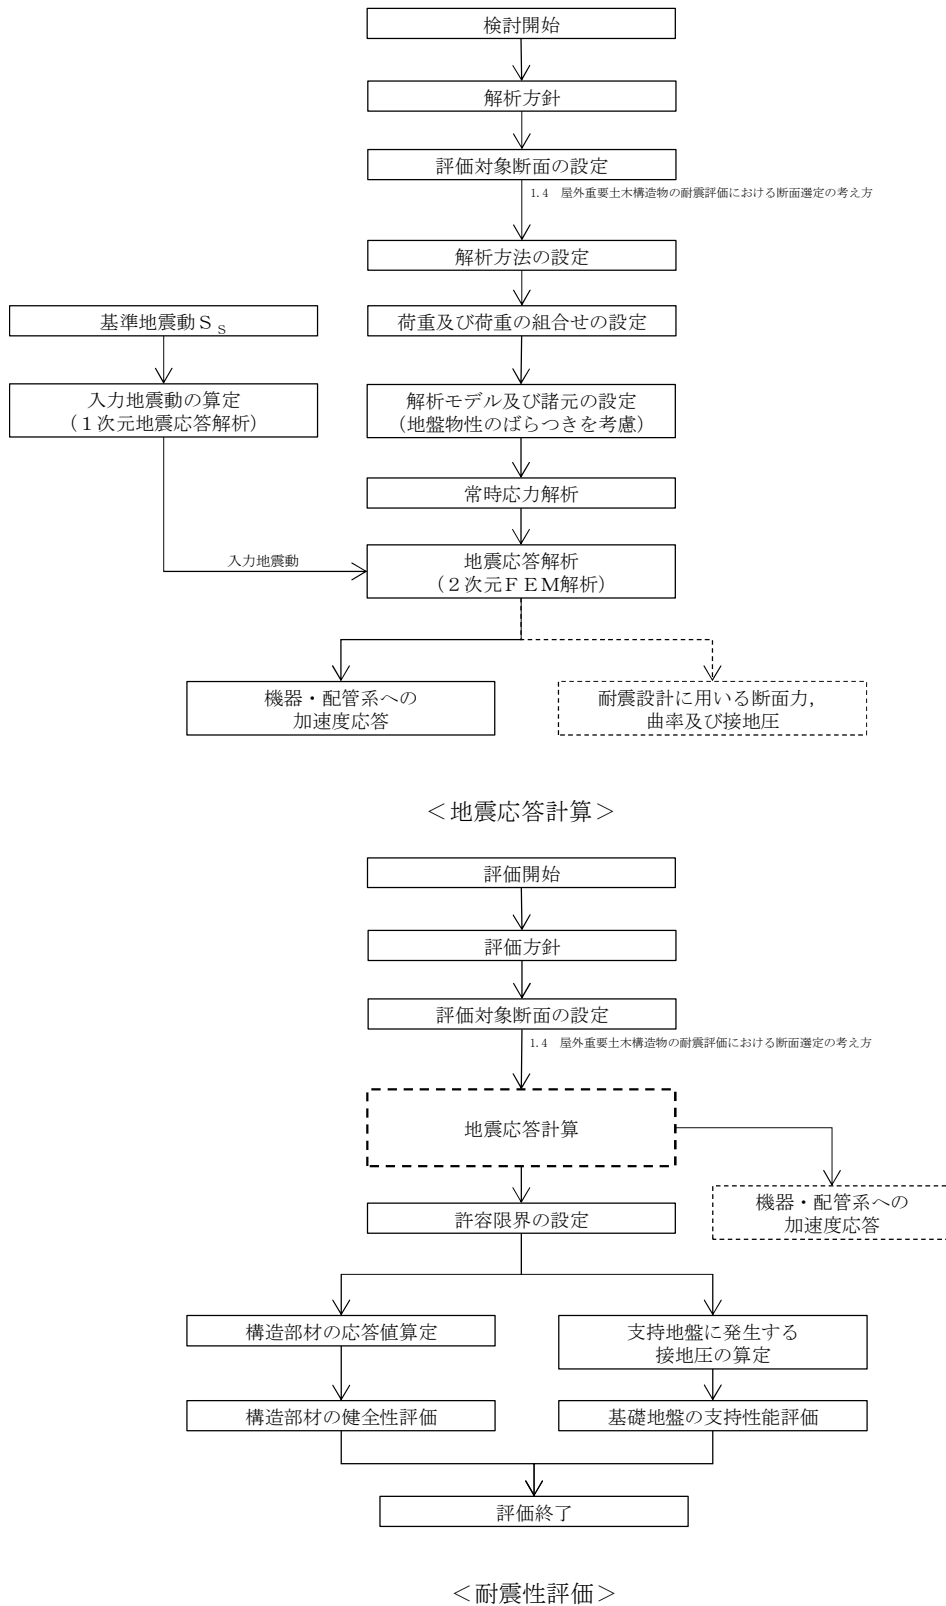 検討開始
解析方針
評価対象断面の設定
1.4 屋外重要土木構造物の耐震評価における断面選定の考え方
解析方法の設定
基準地震動Ss
荷重及び荷重の組合せの設定
入力地震動の算定
（１次元地震応答解析）
解析モデル及び諸元の設定
（地盤物性のばらつきを考慮）
常時応力解析
入力地震動
地震応答解析
（２次元ＦＥＭ解析）
機器・配管系への
加速度応答
耐震設計に用いる断面力，
曲率及び接地圧
＜地震応答計算＞
評価開始
評価方針
評価対象断面の設定
1.4 屋外重要土木構造物の耐震評価における断面選定の考え方
地震応答計算
機器・配管系への
加速度応答
許容限界の設定
構造部材の応答値算定
支持地盤に発生する
接地圧の算定
構造部材の健全性評価
基礎地盤の支持性能評価
評価終了
＜耐震性評価＞